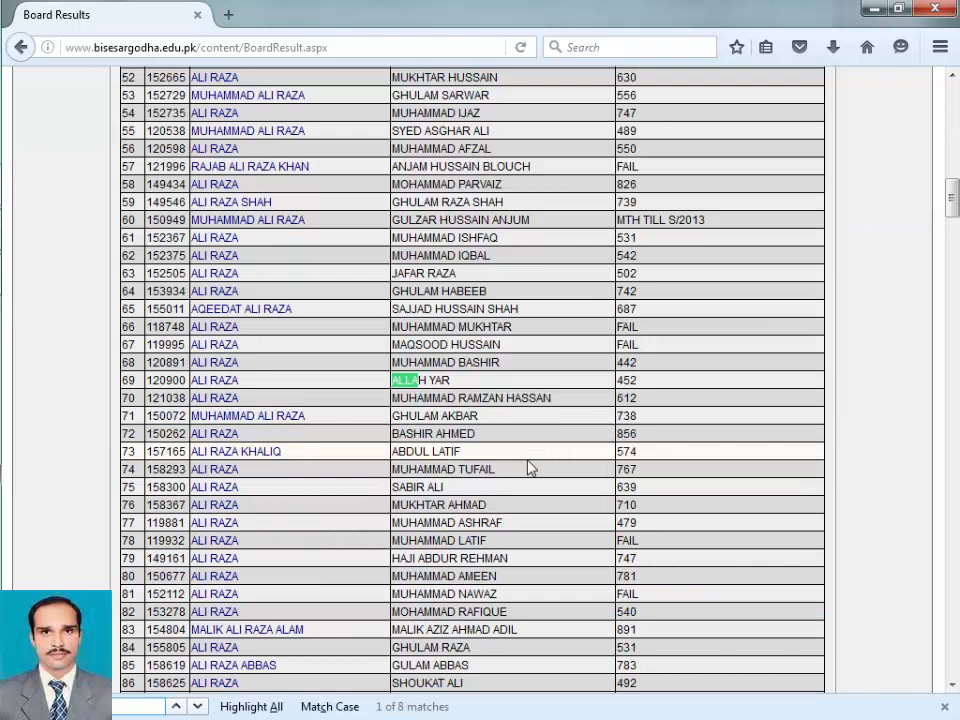 Board Results
www.bisesargodha.edu.pk/content/BoardResult.aspx
Search
52 152665 ALI RAZA MUKHTAR HUSSAIN 630
53 152729 MUHAMMAD ALI RAZA GHULAM SARWAR 556
54 152735 ALI RAZA MUHAMMAD IJAZ 747
55 120538 MUHAMMAD ALI RAZA SYED ASGHAR ALI 489
56 120598 ALI RAZA MUHAMMAD AFZAL 550
57 121996 RAJAB ALI RAZA KHAN ANJAM HUSSAIN BLOUCH FAIL
58 149434 ALI RAZA MOHAMMAD PARVAIZ 826
59 149546 ALI RAZA SHAH GHULAM RAZA SHAH 739
60 150949 MUHAMMAD ALI RAZA GULZAR HUSSAIN ANJUM MTH TILL S/2013
61 152367 ALI RAZA MUHAMMAD ISHFAQ 531
62 152375 ALI RAZA MUHAMMAD IQBAL 542
63 152505 ALI RAZA JAFAR RAZA 502
64 153934 ALI RAZA GHULAM HABEEB 742
65 155011 AQEEDAT ALI RAZA SAJJAD HUSSAIN SHAH 687
66 118748 ALI RAZA MUHAMMAD MUKHTAR FAIL
67 119995 ALI RAZA MAQSOOD HUSSAIN FAIL
68 120891 ALI RAZA MUHAMMAD BASHIR 442
69 120900 ALI RAZA ALLAH YAR 452
70 121038 ALI RAZA MUHAMMAD RAMZAN HASSAN 612
71 150072 MUHAMMAD ALI RAZA GHULAM AKBAR 738
72 150262 ALI RAZA BASHIR AHMED 856
73 157165 ALI RAZA KHALIQ ABDUL LATIF 574
74 158293 ALI RAZA MUHAMMAD TUFAIL 767
75 158300 ALI RAZA SABIR ALI 639
76 158367 ALI RAZA MUKHTAR AHMAD 710
77 119881 ALI RAZA MUHAMMAD ASHRAF 479
78 119932 ALI RAZA MUHAMMAD LATIF FAIL
79 149161 ALI RAZA HAJI ABDUR REHMAN 747
80 150677 ALI RAZA MUHAMMAD AMEEN 781
81 152112 ALI RAZA MUHAMMAD NAWAZ FAIL
82 153278 ALI RAZA MOHAMMAD RAFIQUE 540
83 154804 MALIK ALI RAZA ALAM MALIK AZIZ AHMAD ADIL 891
84 155805 ALI RAZA GHULAM RAZA 531
85 158619 ALI RAZA ABBAS GULAM ABBAS 783
86 158625 ALI RAZA SHOUKAT ALI 492
Highlight All Match Case 1 of 8 matches